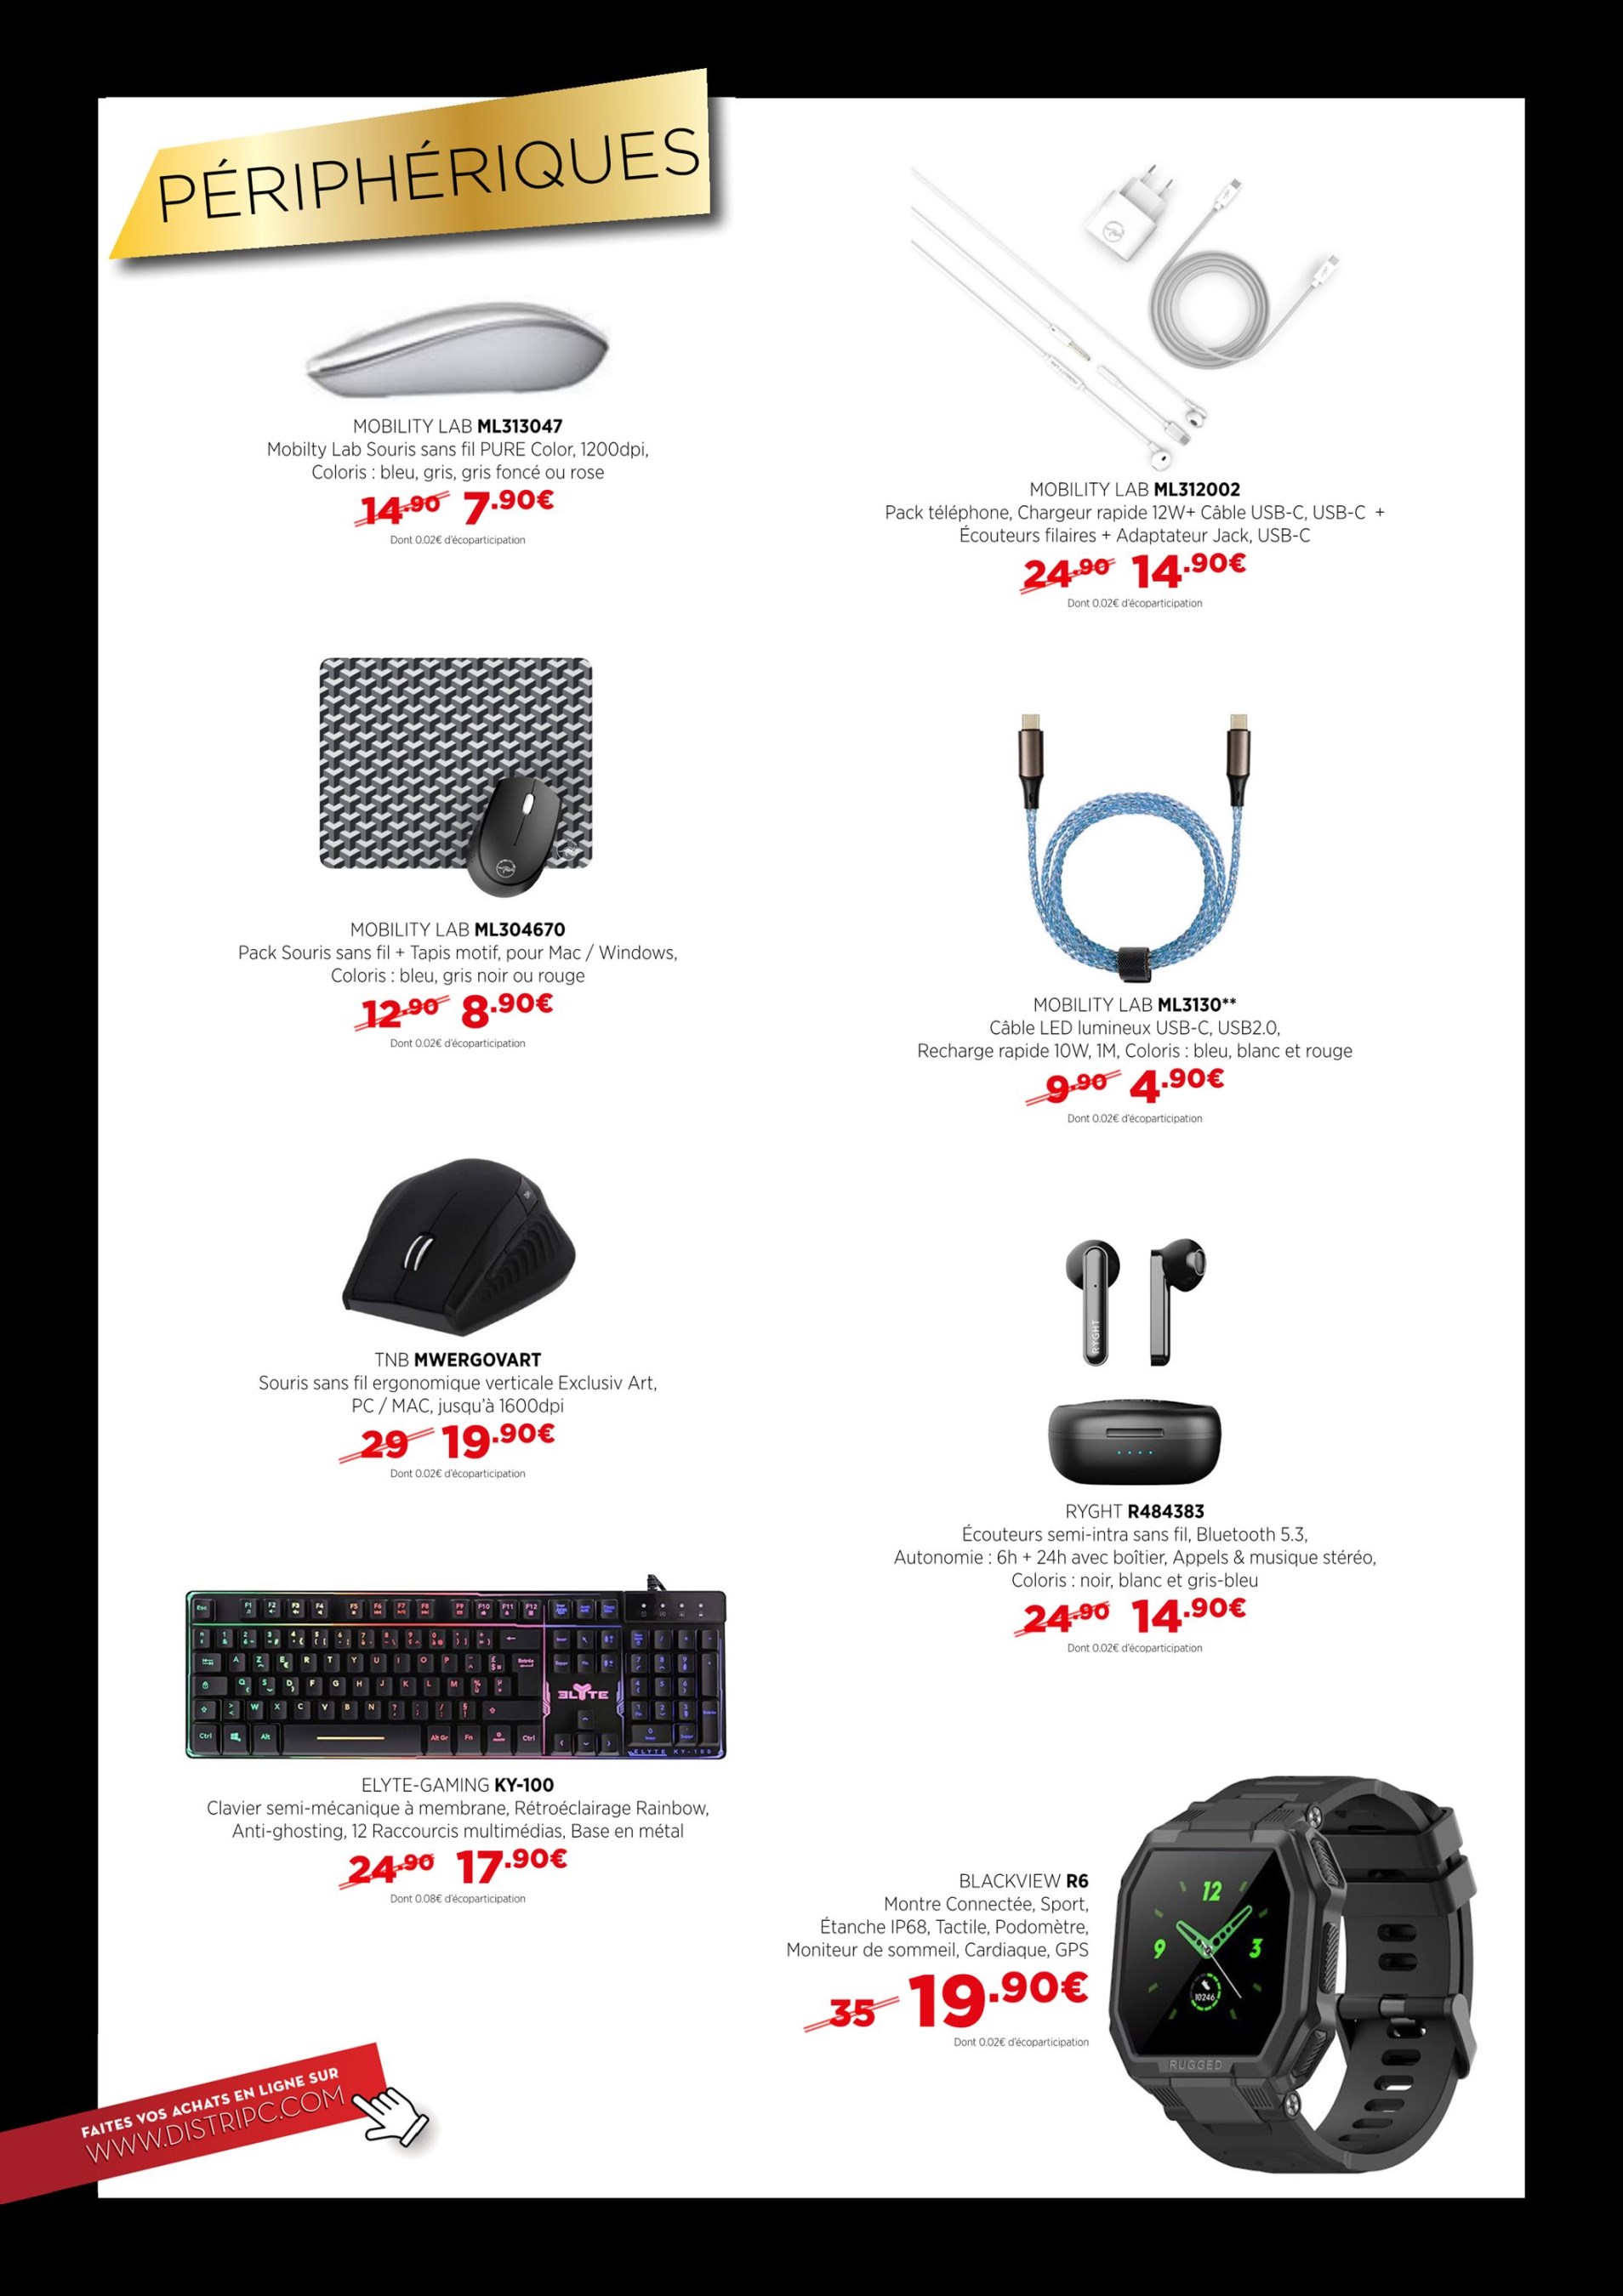 PÉRIPHÉRIQUES
MOBILITY LAB ML313047
Mobilty Lab Souris sans fil PURE Color, 1200dpi,
Coloris : bleu, gris, gris foncé ou rose
14.90 7.90€
Dont 0.02€ d'écoparticipation
MOBILITY LAB ML304670
Pack Souris sans fil + Tapis motif, pour Mac / Windows,
Coloris : bleu, gris noir ou rouge
12.90 8.90€
Dont 0.02€ d'écoparticipation
TNB MWERGOVART
Souris sans fil ergonomique verticale Exclusiv Art,
PC / MAC, jusqu'à 1600dpi
29 19.90€
Dont 0.02€ d'écoparticipation
ELYTE
ELYTE KY-100
ELYTE-GAMING KY-100
Clavier semi-mécanique à membrane, Rétroéclairage Rainbow,
Anti-ghosting, 12 Raccourcis multimédias, Base en métal
24.90 17.90€
Dont 0.08€ d'écoparticipation
MOBILITY LAB ML312002
Pack téléphone, Chargeur rapide 12W+ Câble USB-C, USB-C +
Écouteurs filaires + Adaptateur Jack, USB-C
24.90 14.90€
Dont 0.02€ d'écoparticipation
MOBILITY LAB ML3130**
Câble LED lumineux USB-C, USB2.0,
Recharge rapide 10W, 1M, Coloris : bleu, blanc et rouge
9.90 4.90€
Dont 0.02€ d'écoparticipation
RYGHT
RYGHT R484383
Écouteurs semi-intra sans fil, Bluetooth 5.3,
Autonomie : 6h + 24h avec boîtier, Appels & musique stéréo,
Coloris : noir, blanc et gris-bleu
24.90 14.90€
Dont 0.02€ d'écoparticipation
BLACKVIEW R6
Montre Connectée, Sport,
Étanche IP68, Tactile, Podomètre,
Moniteur de sommeil, Cardiaque, GPS
35 19.90€
Dont 0.02€ d'écoparticipation
12
9 3
10246
RUGGED
FAITES VOS ACHATS EN LIGNE SUR
WWW.DISTRIPC.COM